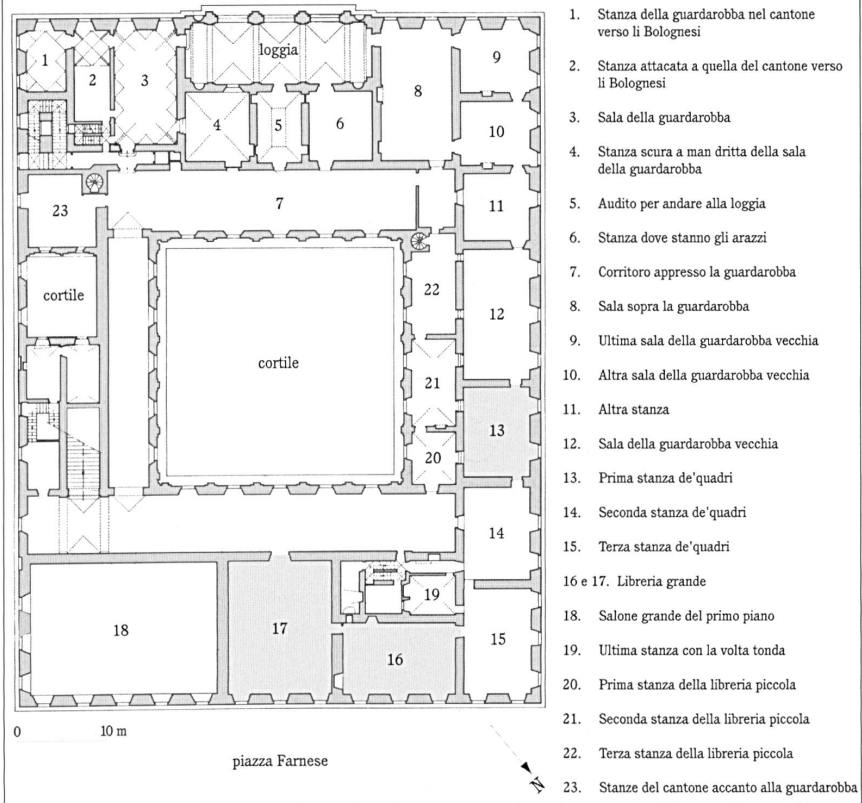 1
2
3
loggia
4
5
6
8
9
10
11
7
23
cortile
cortile
22
21
20
12
13
14
15
19
18
17
16
0 10 m
piazza Farnese
N
1. Stanza della guardarobba nel cantone
verso li Bolognesi
2. Stanza attacata a quella del cantone verso
li Bolognesi
3. Sala della guardarobba
4. Stanza scura a man dritta della sala
della guardarobba
5. Audito per andare alla loggia
6. Stanza dove stanno gli arazzi
7. Corritoro appresso la guardarobba
8. Sala sopra la guardarobba
9. Ultima sala della guardarobba vecchia
10. Altra sala della guardarobba vecchia
11. Altra stanza
12. Sala della guardarobba vecchia
13. Prima stanza de'quadri
14. Seconda stanza de'quadri
15. Terza stanza de'quadri
16 e 17. Libreria grande
18. Salone grande del primo piano
19. Ultima stanza con la volta tonda
20. Prima stanza della libreria piccola
21. Seconda stanza della libreria piccola
22. Terza stanza della libreria piccola
23. Stanze del cantone accanto alla guardarobba